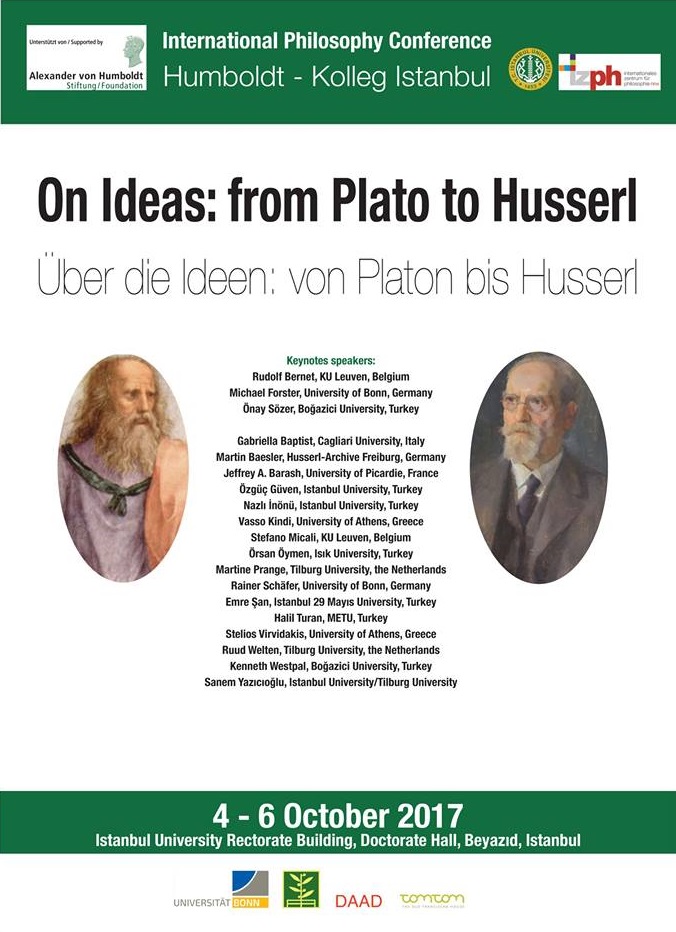 Unterstützt von / Supported by
Alexander von Humboldt
Stiftung/Foundation
International Philosophy Conference
Humboldt - Kolleg Istanbul
izph
internationales
zentrum für
philosophie nrw
On Ideas: from Plato to Husserl
Über die Ideen: von Platon bis Husserl
Keynotes speakers:
Rudolf Bernet, KU Leuven, Belgium
Michael Forster, University of Bonn, Germany
Önay Sözer, Boğazici University, Turkey
Gabriella Baptist, Cagliari University, Italy
Martin Baesler, Husserl-Archive Freiburg, Germany
Jeffrey A. Barash, University of Picardie, France
Özgüç Güven, Istanbul University, Turkey
Nazlı İnönü, Istanbul University, Turkey
Vasso Kindi, University of Athens, Greece
Stefano Micali, KU Leuven, Belgium
Örsan Öymen, Isık University, Turkey
Martine Prange, Tilburg University, the Netherlands
Rainer Schäfer, University of Bonn, Germany
Emre Şan, Istanbul 29 Mayıs University, Turkey
Halil Turan, METU, Turkey
Stelios Virvidakis, University of Athens, Greece
Ruud Welten, Tilburg University, the Netherlands
Kenneth Westpal, Boğazici University, Turkey
Sanem Yazıcıoğlu, Istanbul University/Tilburg University
4 - 6 October 2017
Istanbul University Rectorate Building, Doctorate Hall, Beyazıd, Istanbul
UNIVERSITÄT BONN
DAAD
tomtom